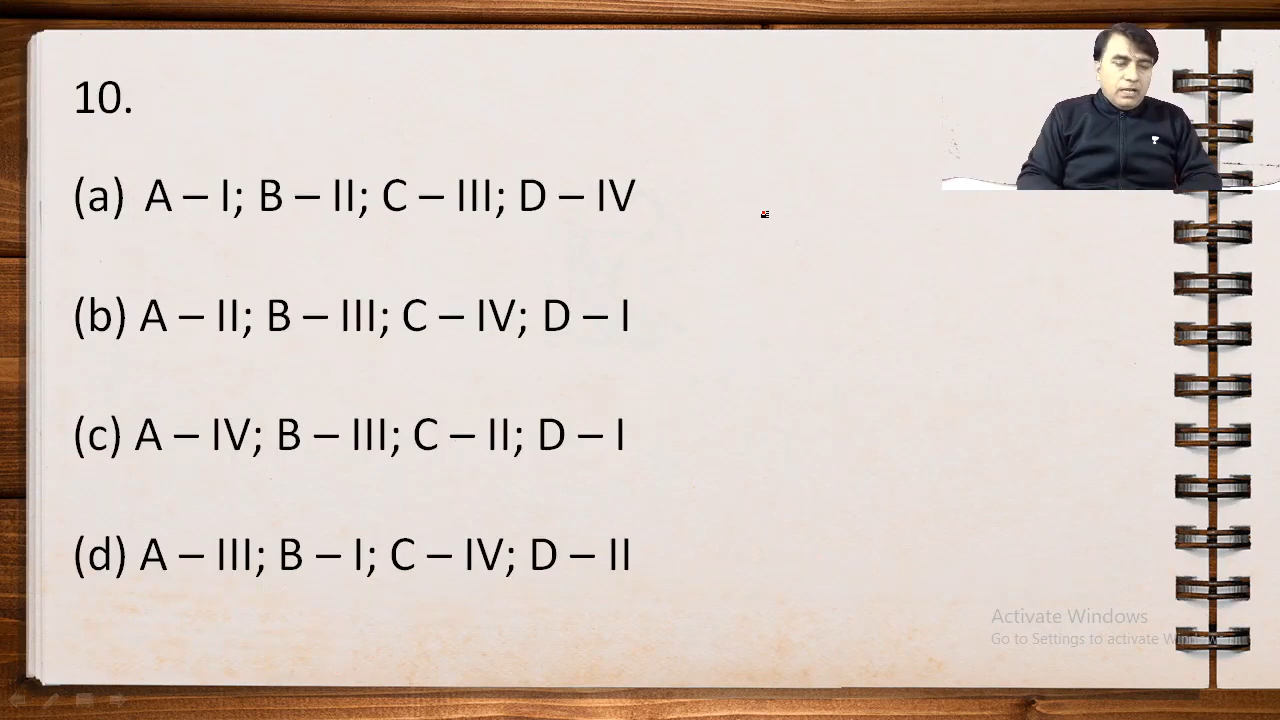 10.
(a) A – I; B – II; C – III; D – IV
(b) A – II; B – III; C – IV; D – I
(c) A – IV; B – III; C – II; D – I
(d) A – III; B – I; C – IV; D – II
Activate Windows
Go to Settings to activate Windows.